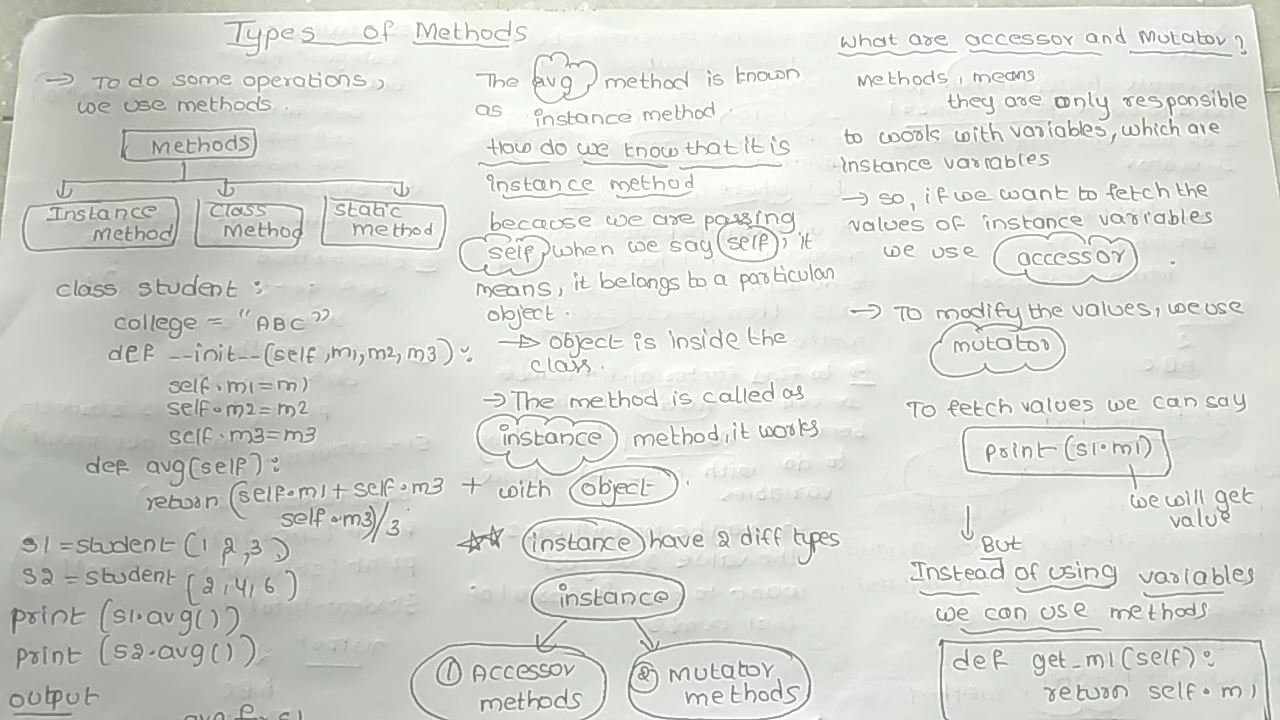 Types of Methods
→ To do some operations,
we use methods.
Methods
Instance method
class Method
static method
class student:
college = "ABC"
def __init__(self, m1, m2, m3):
self.m1 = m1
self.m2 = m2
self.m3 = m3
def avg(self):
return (self.m1 + self.m3 +
self.m3)/3
S1 = student (1 2, 3)
S2 = student (2, 4, 6)
print (S1.avg())
print (S2.avg())
output
The avg method is known
as instance method.
How do we know that it is
instance method
because we are passing
self, when we say self, it
means, it belongs to a particular
object.
→ object is inside the
class.
→ The method is called as
instance method, it works
with object.
☆☆ instance have 2 diff types
instance
① Accessor
methods
② Mutator
methods
What are accessor and Mutator?
Methods, means
they are only responsible
to work with variables, which are
instance variables
→ so, if we want to fetch the
values of instance variables
we use accessor.
→ To modify the values, we use
mutator
To fetch values we can say
print (s1.m1)
we will get
value
↓ But
Instead of using variables
we can use methods
def get_m1(self):
return self.m1